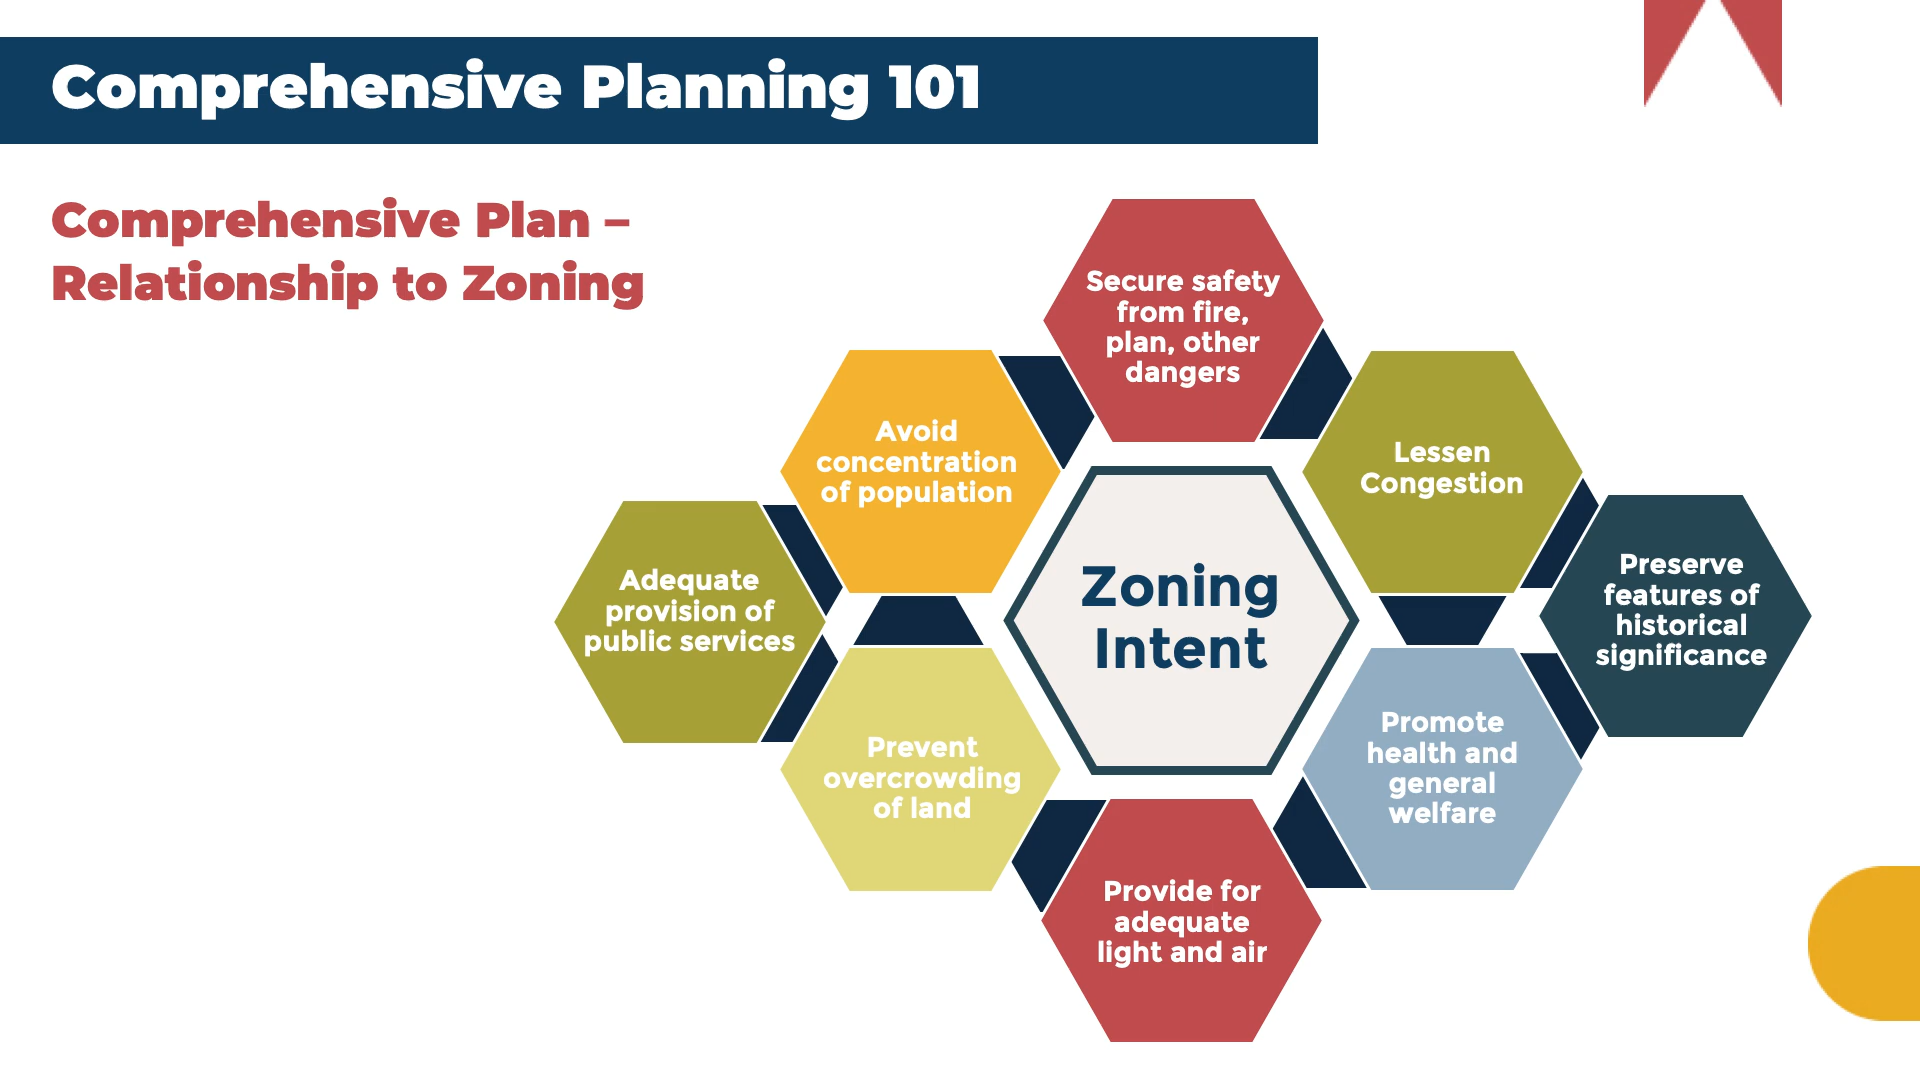 Comprehensive Planning 101
Comprehensive Plan –
Relationship to Zoning
Secure safety
from fire,
plan, other
dangers
Avoid
concentration
of population
Lessen
Congestion
Adequate
provision of
public services
Zoning
Intent
Preserve
features of
historical
significance
Prevent
overcrowding
of land
Promote
health and
general
welfare
Provide for
adequate
light and air